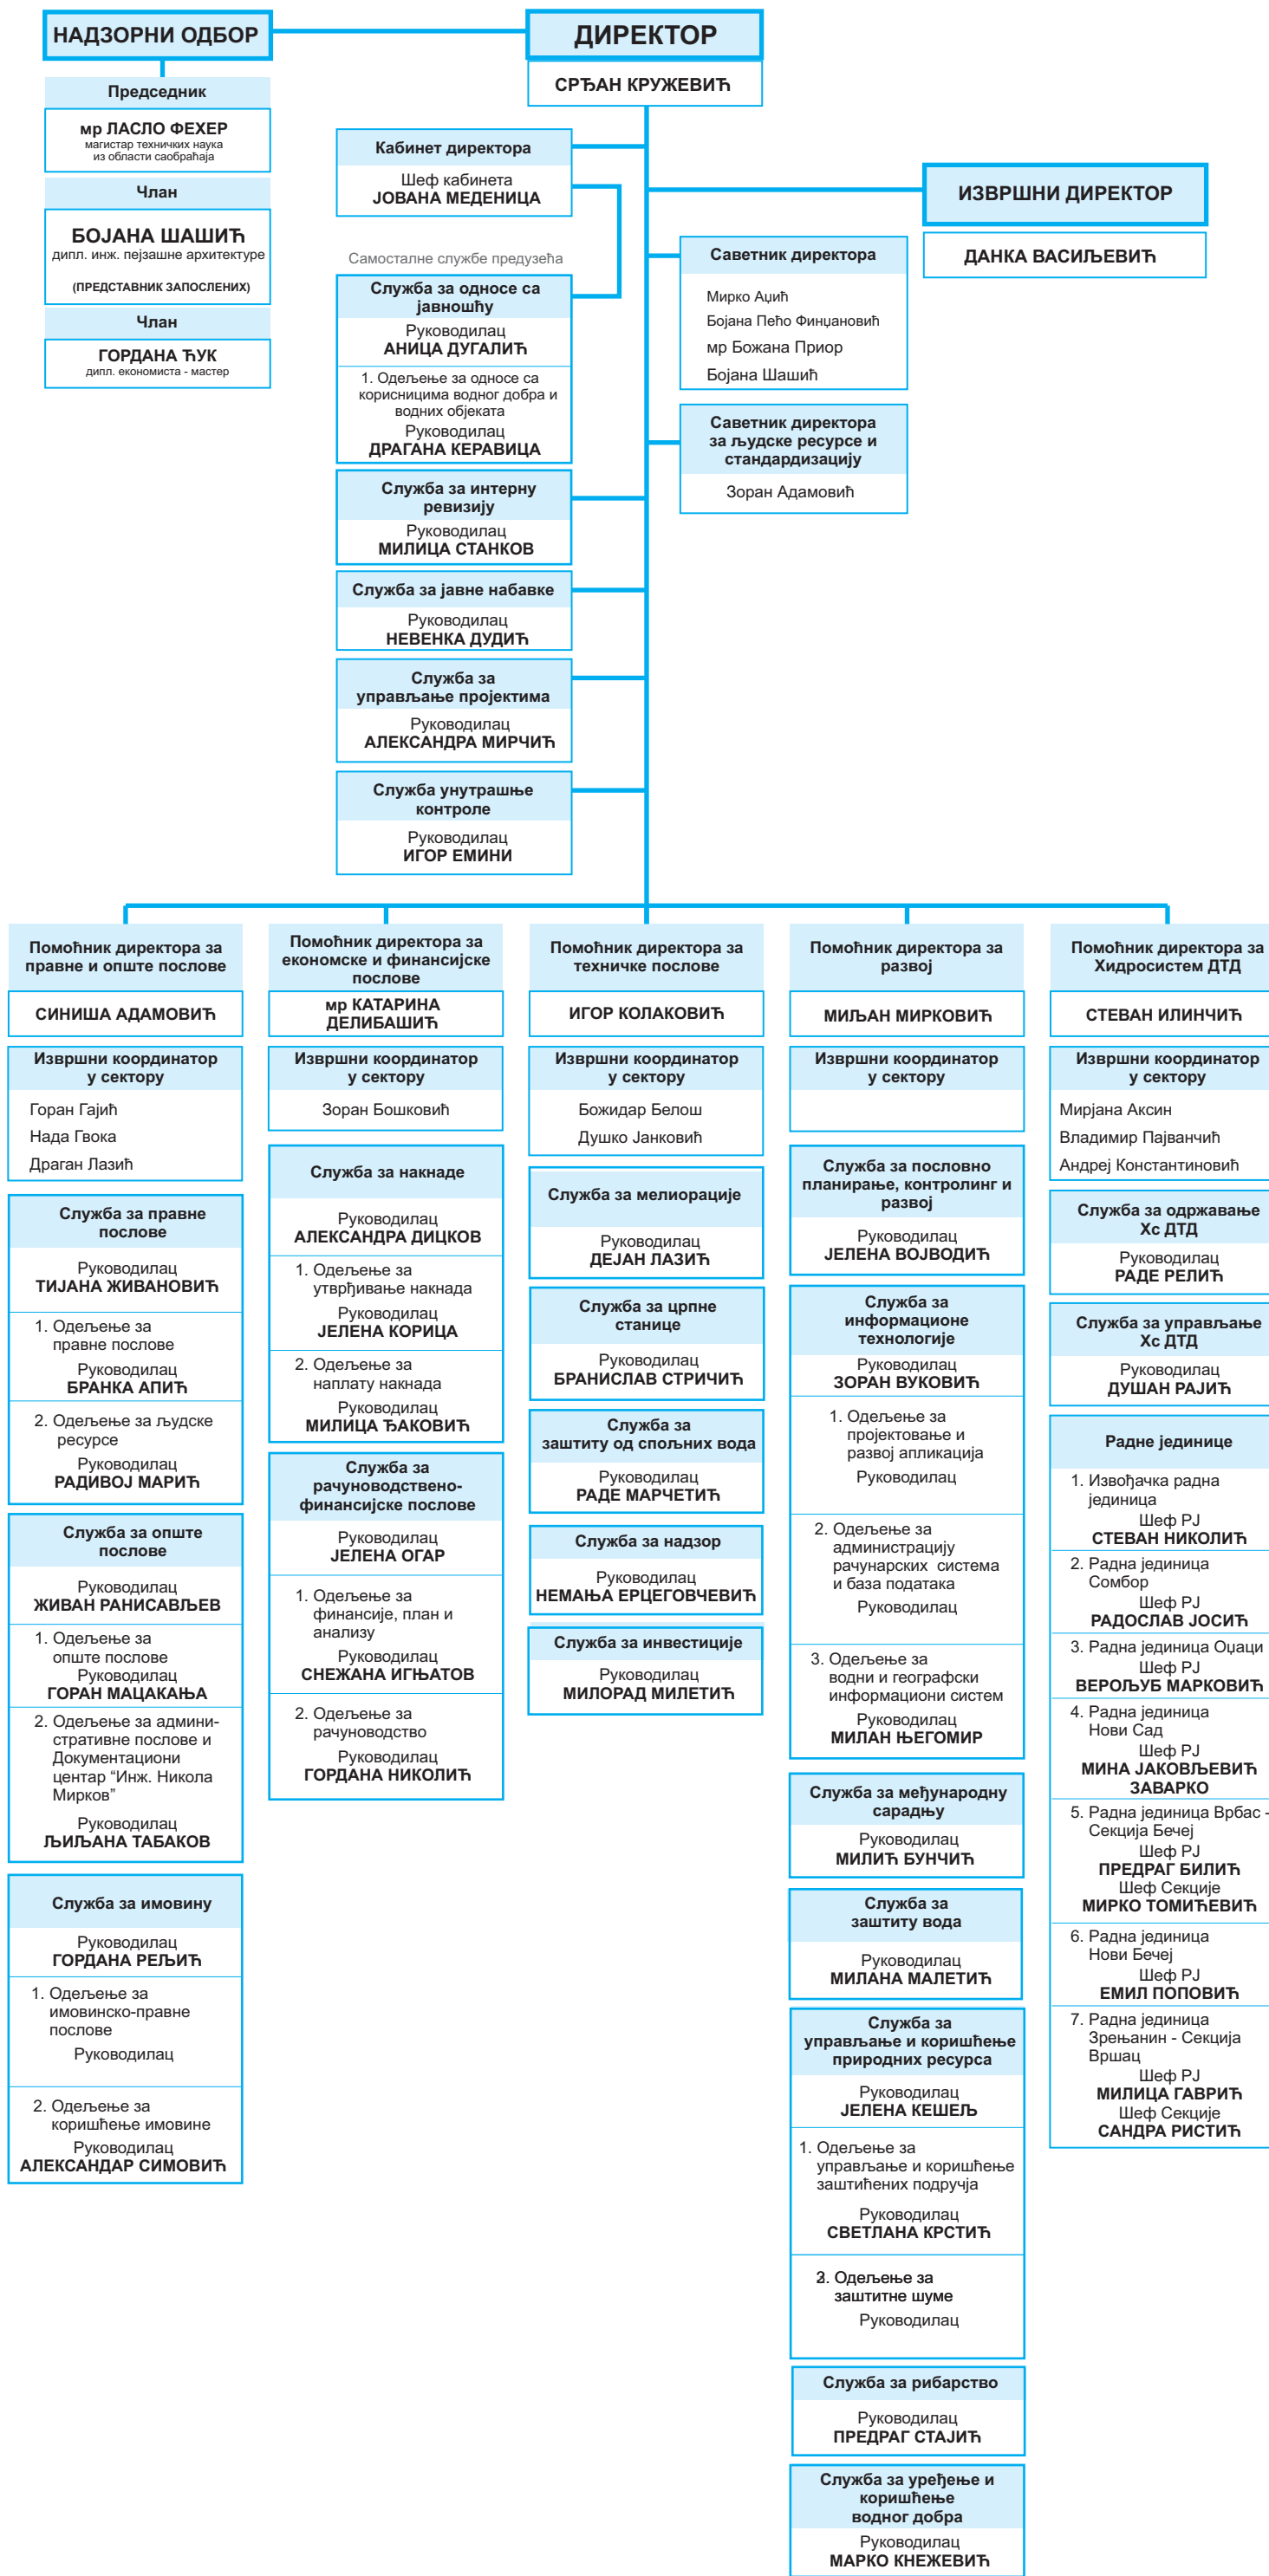 НАДЗОРНИ ОДБОР
Председник
мр ЛАСЛО ФЕХЕР
магистар техничких наука
из области саобраћаја
Члан
БОЈАНА ШАШИЋ
дипл. инж. пејзашне архитектуре
(ПРЕДСТАВНИК ЗАПОСЛЕНИХ)
Члан
ГОРДАНА ЋУК
дипл. економиста - мастер
ДИРЕКТОР
СРЂАН КРУЖЕВИЋ
Кабинет директора
Шеф кабинета
ЈОВАНА МЕДЕНИЦА
ИЗВРШНИ ДИРЕКТОР
ДАНКА ВАСИЉЕВИЋ
Саветник директора
Мирко Аџић
Бојана Пећо Финџановић
мр Божана Приор
Бојана Шашић
Саветник директора
за људске ресурсе и
стандардизацију
Зоран Адамовић
Самосталне службе предузећа
Служба за односе са
јавношћу
Руководилац
АНИЦА ДУГАЛИЋ
1. Одељење за односе са
корисницима водног добра и
водних објеката
Руководилац
ДРАГАНА КЕРАВИЦА
Служба за интерну
ревизију
Руководилац
МИЛИЦА СТАНКОВ
Служба за јавне набавке
Руководилац
НЕВЕНКА ДУДИЋ
Служба за
управљање пројектима
Руководилац
АЛЕКСАНДРА МИРЧИЋ
Служба унутрашње
контроле
Руководилац
ИГОР ЕМИНИ
Помоћник директора за
правне и опште послове
СИНИША АДАМОВИЋ
Извршни координатор
у сектору
Горан Гајић
Нада Гвока
Драган Лазић
Служба за правне
послове
Руководилац
ТИЈАНА ЖИВАНОВИЋ
1. Одељење за
правне послове
Руководилац
БРАНКА АПИЋ
2. Одељење за људске
ресурсе
Руководилац
РАДИВОЈ МАРИЋ
Служба за опште
послове
Руководилац
ЖИВАН РАНИСАВЉЕВ
1. Одељење за
опште послове
Руководилац
ГОРАН МАЦАКАЊА
2. Одељење за админи-
стративне послове и
Документациони
центар “Инж. Никола
Мирков”
Руководилац
ЉИЉАНА ТАБАКОВ
Служба за имовину
Руководилац
ГОРДАНА РЕЉИЋ
1. Одељење за
имовинско-правне
послове
Руководилац
2. Одељење за
коришћење имовине
Руководилац
АЛЕКСАНДАР СИМОВИЋ
Помоћник директора за
економске и финансијске
послове
мр КАТАРИНА
ДЕЛИБАШИЋ
Извршни координатор
у сектору
Зоран Бошковић
Служба за накнаде
Руководилац
АЛЕКСАНДРА ДИЦКОВ
1. Одељење за
утврђивање накнада
Руководилац
ЈЕЛЕНА КОРИЦА
2. Одељење за
наплату накнада
Руководилац
МИЛИЦА ЂАКОВИЋ
Служба за
рачуноводствено-
финансијске послове
Руководилац
ЈЕЛЕНА ОГАР
1. Одељење за
финансије, план и
анализу
Руководилац
СНЕЖАНА ИГЊАТОВ
2. Одељење за
рачуноводство
Руководилац
ГОРДАНА НИКОЛИЋ
Помоћник директора за
техничке послове
ИГОР КОЛАКОВИЋ
Извршни координатор
у сектору
Божидар Белош
Душко Јанковић
Служба за мелиорације
Руководилац
ДЕЈАН ЛАЗИЋ
Служба за црпне
станице
Руководилац
БРАНИСЛАВ СТРИЧИЋ
Служба за
заштиту од спољних вода
Руководилац
РАДЕ МАРЧЕТИЋ
Служба за надзор
Руководилац
НЕМАЊА ЕРЦЕГОВЧЕВИЋ
Служба за инвестиције
Руководилац
МИЛОРАД МИЛЕТИЋ
Помоћник директора за
развој
МИЉАН МИРКОВИЋ
Извршни координатор
у сектору
Служба за пословно
планирање, контролинг и
развој
Руководилац
ЈЕЛЕНА ВОЈВОДИЋ
Служба за
информационе
технологије
Руководилац
ЗОРАН ВУКОВИЋ
1. Одељење за
пројектовање и
развој апликација
Руководилац
2. Одељење за
администрацију
рачунарских система
и база података
Руководилац
3. Одељење за
водни и географски
информациони систем
Руководилац
МИЛАН ЊЕГОМИР
Служба за међународну
сарадњу
Руководилац
МИЛИЋ БУНЧИЋ
Служба за
заштиту вода
Руководилац
МИЛАНА МАЛЕТИЋ
Служба за
управљање и коришћење
природних ресурса
Руководилац
ЈЕЛЕНА КЕШЕЉ
1. Одељење за
управљање и коришћење
заштићених подручја
Руководилац
СВЕТЛАНА КРСТИЋ
Одељење за
заштитне шуме
Руководилац
Служба за рибарство
Руководилац
ПРЕДРАГ СТАЈИЋ
Служба за уређење и
коришћење
водног добра
Руководилац
МАРКО КНЕЖЕВИЋ
Помоћник директора за
Хидросистем ДТД
СТЕВАН ИЛИНЧИЋ
Извршни координатор
у сектору
Мирјана Аксин
Владимир Пајванчић
Андреј Константиновић
Служба за одржавање
Хс ДТД
Руководилац
РАДЕ РЕЛИЋ
Служба за управљање
Хс ДТД
Руководилац
ДУШАН РАЈИЋ
Радне јединице
1. Извођачка радна
јединица
Шеф РЈ
СТЕВАН НИКОЛИЋ
2. Радна јединица
Сомбор
Шеф РЈ
РАДОСЛАВ ЈОСИЋ
3. Радна јединица Оџаци
Шеф РЈ
ВЕРОЉУБ МАРКОВИЋ
4. Радна јединица
Нови Сад
Шеф РЈ
МИНА ЈАКОВЉЕВИЋ
ЗАВАРКО
5. Радна јединица Врбас -
Секција Бечеј
Шеф РЈ
ПРЕДРАГ БИЛИЋ
Шеф Секције
МИРКО ТОМИЋЕВИЋ
6. Радна јединица
Нови Бечеј
Шеф РЈ
ЕМИЛ ПОПОВИЋ
7. Радна јединица
Зрењанин - Секција
Вршац
Шеф РЈ
МИЛИЦА ГАВРИЋ
Шеф Секције
САНДРА РИСТИЋ